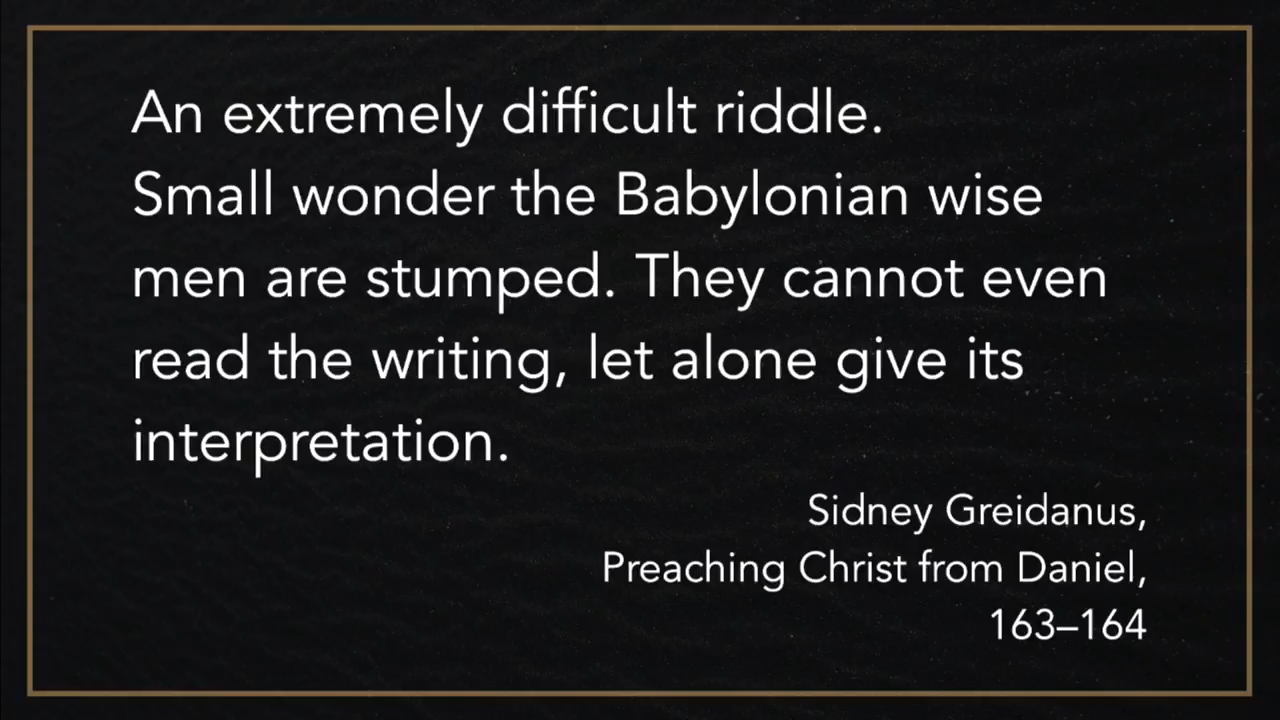 An extremely difficult riddle.
Small wonder the Babylonian wise
men are stumped. They cannot even
read the writing, let alone give its
interpretation.
Sidney Greidanus,
Preaching Christ from Daniel,
163–164